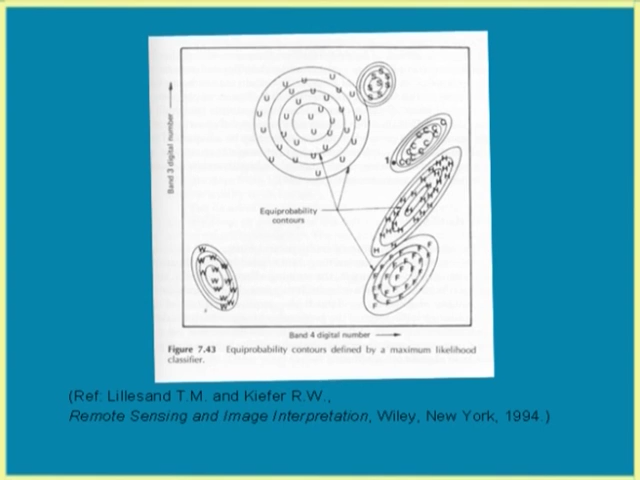 Band 3 digital number
Equiprobability
contours
1
Band 4 digital number
Figure 7.43 Equiprobability contours defined by a maximum likelihood
classifier.
(Ref: Lillesand T.M. and Kiefer R.W.,
Remote Sensing and Image Interpretation, Wiley, New York, 1994.)